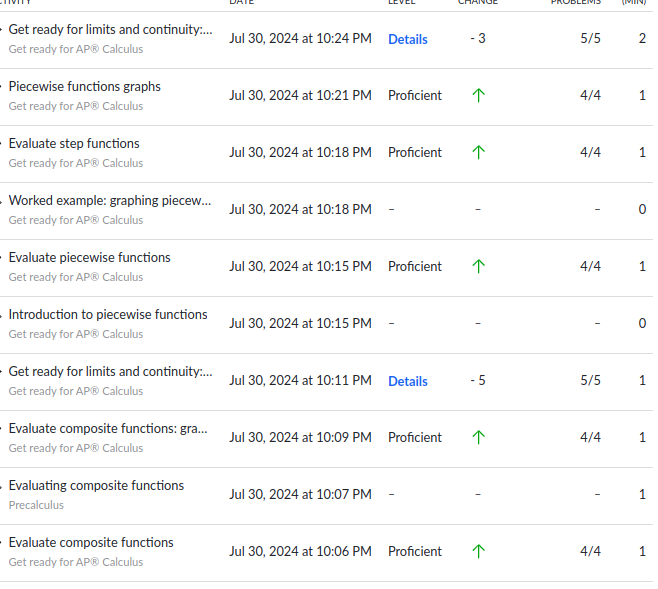 DATE LEVEL CHANGE PROBLEMS (MIN)
Get ready for limits and continuity:... Jul 30, 2024 at 10:24 PM Details - 3 5/5 2
Get ready for AP® Calculus
Piecewise functions graphs Jul 30, 2024 at 10:21 PM Proficient ↑ 4/4 1
Get ready for AP® Calculus
Evaluate step functions Jul 30, 2024 at 10:18 PM Proficient ↑ 4/4 1
Get ready for AP® Calculus
Worked example: graphing piecew... Jul 30, 2024 at 10:18 PM – – – 0
Get ready for AP® Calculus
Evaluate piecewise functions Jul 30, 2024 at 10:15 PM Proficient ↑ 4/4 1
Get ready for AP® Calculus
Introduction to piecewise functions Jul 30, 2024 at 10:15 PM – – – 0
Get ready for AP® Calculus
Get ready for limits and continuity:... Jul 30, 2024 at 10:11 PM Details - 5 5/5 1
Get ready for AP® Calculus
Evaluate composite functions: gra... Jul 30, 2024 at 10:09 PM Proficient ↑ 4/4 1
Get ready for AP® Calculus
Evaluating composite functions Jul 30, 2024 at 10:07 PM – – – 1
Precalculus
Evaluate composite functions Jul 30, 2024 at 10:06 PM Proficient ↑ 4/4 1
Get ready for AP® Calculus